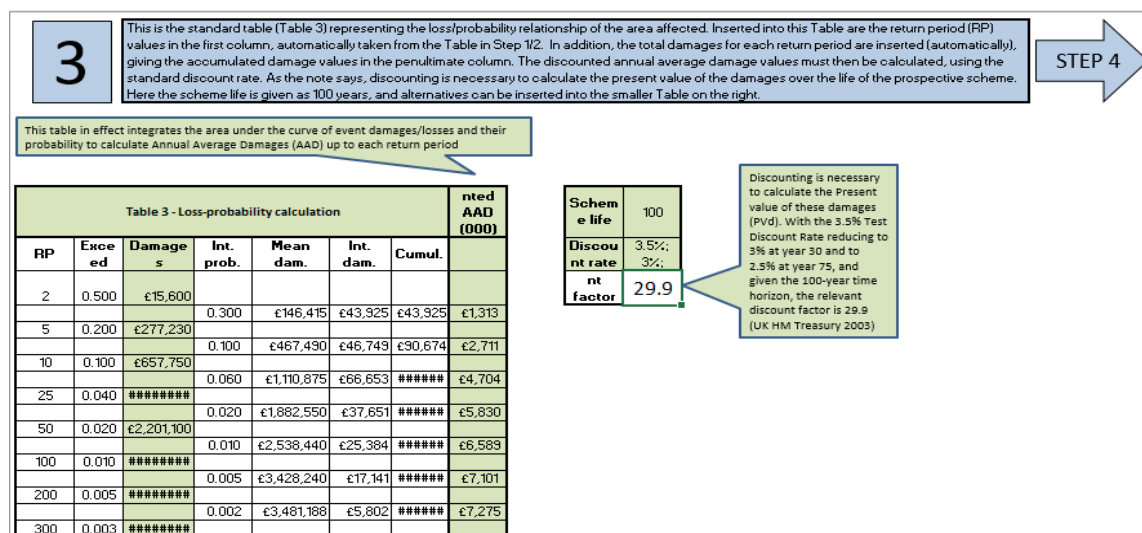 3
This is the standard table (Table 3) representing the loss/probability relationship of the area affected. Inserted into this Table are the return period (RP)
values in the first column, automatically taken from the Table in Step 1/2. In addition, the total damages for each return period are inserted (automatically),
giving the accumulated damage values in the penultimate column. The discounted annual average damage values must then be calculated, using the
standard discount rate. As the note says, discounting is necessary to calculate the present value of the damages over the life of the prospective scheme.
Here the scheme life is given as 100 years, and alternatives can be inserted into the smaller Table on the right.
STEP 4
This table in effect integrates the area under the curve of event damages/losses and their
probability to calculate Annual Average Damages (AAD) up to each return period
Table 3 - Loss-probability calculation
nted
AAD
(000)
RP Exce Damage Int. Mean Int. Cumul.
ed s prob. dam. dam.
2 0.500 £15,600
0.300 £146,415 £43,925 £43,925 £1,313
5 0.200 £277,230
0.100 £467,490 £46,749 £90,674 £2,711
10 0.100 £657,750
0.060 £1,110,875 £66,653 ###### £4,704
25 0.040 ########
0.020 £1,882,550 £37,651 ###### £5,830
50 0.020 £2,201,100
0.010 £2,538,440 £25,384 ###### £6,589
100 0.010 ########
0.005 £3,428,240 £17,141 ###### £7,101
200 0.005 ########
0.002 £3,481,188 £5,802 ###### £7,275
300 0.003 ########
Schem
e life
100
Discou
nt rate
3.5%;
3%;
nt
factor
29.9
Discounting is necessary
to calculate the Present
value of these damages
(PVd). With the 3.5% Test
Discount Rate reducing to
3% at year 30 and to
2.5% at year 75, and
given the 100-year time
horizon, the relevant
discount factor is 29.9
(UK HM Treasury 2003)